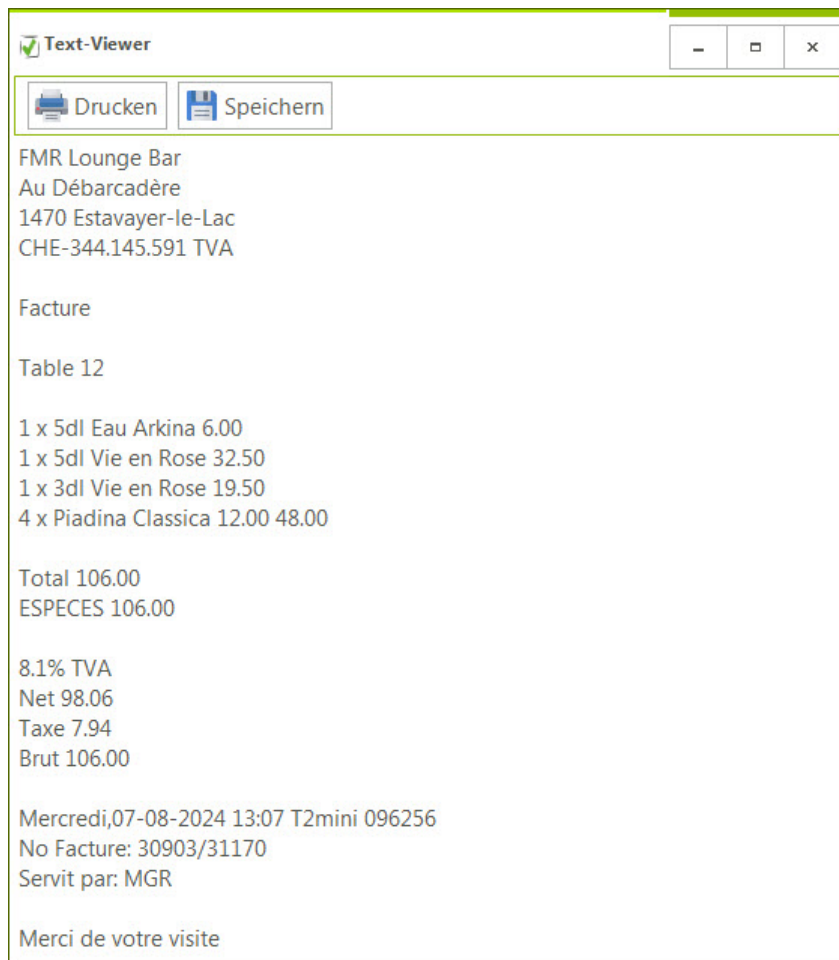 Text-Viewer
Drucken Speichern
FMR Lounge Bar
Au Débarcadère
1470 Estavayer-le-Lac
CHE-344.145.591 TVA
Facture
Table 12
1 x 5dl Eau Arkina 6.00
1 x 5dl Vie en Rose 32.50
1 x 3dl Vie en Rose 19.50
4 x Piadina Classica 12.00 48.00
Total 106.00
ESPECES 106.00
8.1% TVA
Net 98.06
Taxe 7.94
Brut 106.00
Mercredi,07-08-2024 13:07 T2mini 096256
No Facture: 30903/31170
Servit par: MGR
Merci de votre visite